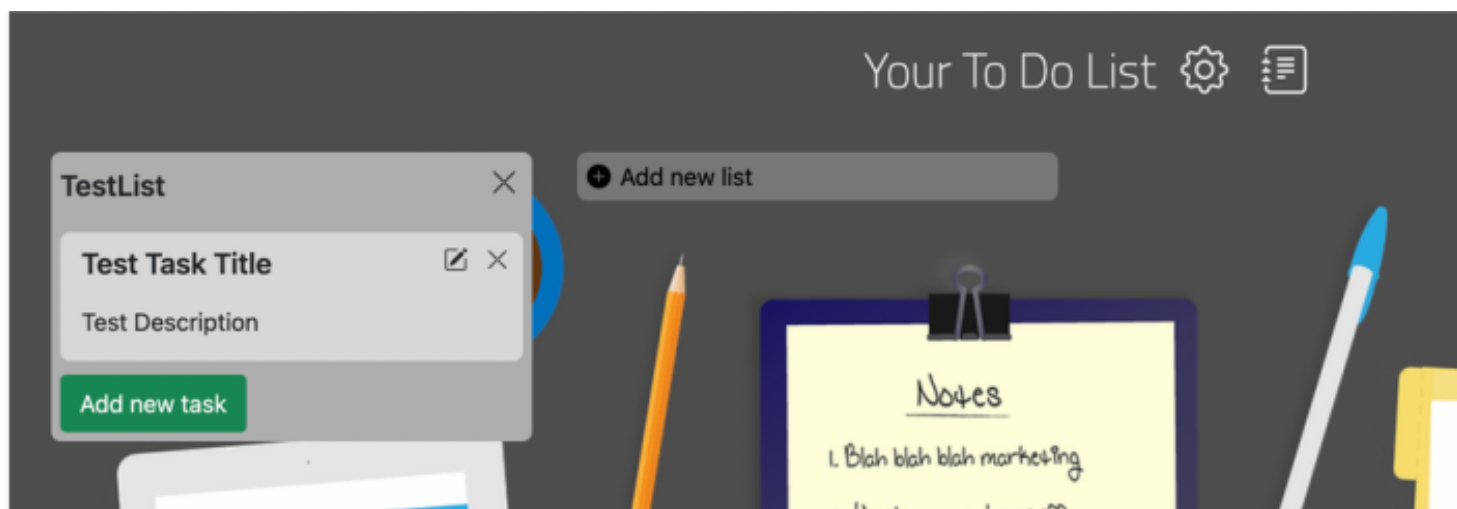 Your To Do List
TestList
Add new list
Test Task Title
Test Description
Add new task
Notes
1. Blah blah blah marketing